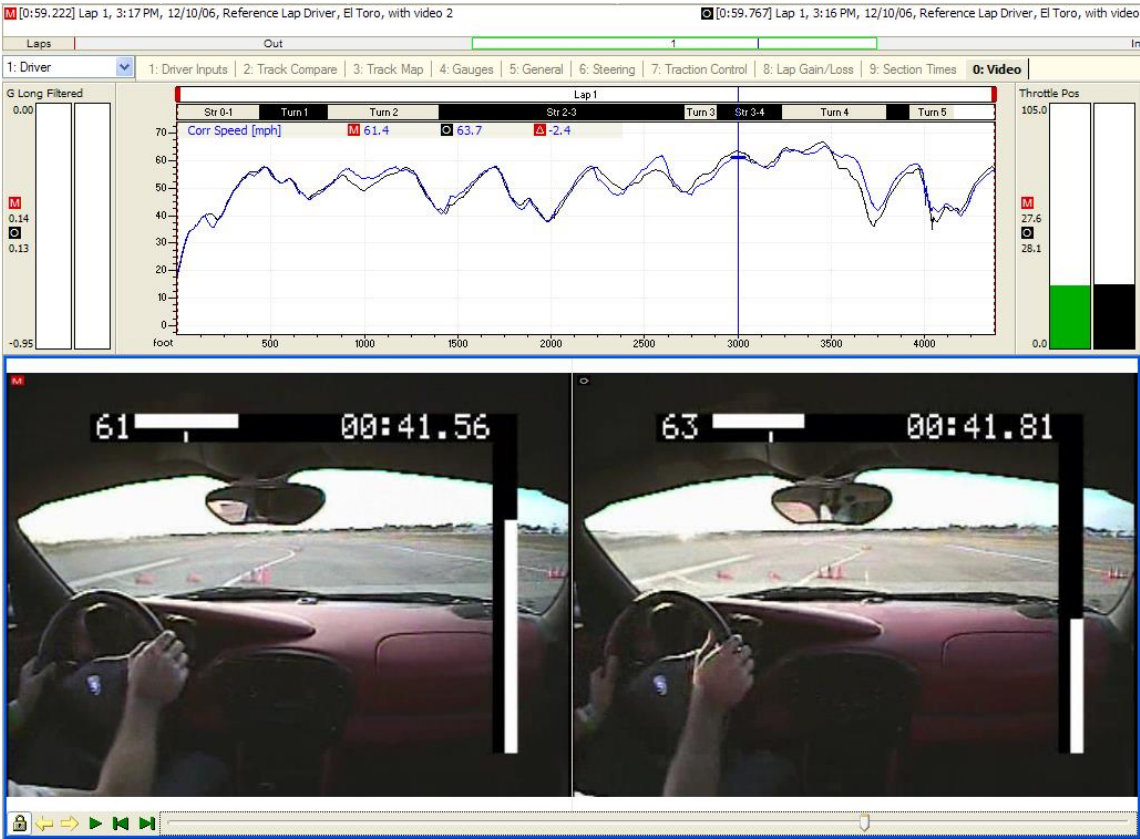 M [0:59.222] Lap 1, 3:17 PM, 12/10/06, Reference Lap Driver, El Toro, with video 2
O [0:59.767] Lap 1, 3:16 PM, 12/10/06, Reference Lap Driver, El Toro, with video
Laps Out 1 In
1: Driver 1: Driver Inputs 2: Track Compare 3: Track Map 4: Gauges 5: General 6: Steering 7: Traction Control 8: Lap Gain/Loss 9: Section Times 0: Video
G Long Filtered
0.00
M
0.14
O
0.13
-0.95
Lap 1
Str 0-1 Turn 1 Turn 2 Str 2-3 Turn 3 Str 3-4 Turn 4 Turn 5
Corr Speed [mph] M 61.4 O 63.7 Δ -2.4
70
60
50
40
30
20
10
0
foot 500 1000 1500 2000 2500 3000 3500 4000
Throttle Pos
105.0
M
27.6
O
28.1
0.0
M
61 00:41.56
O
63 00:41.81